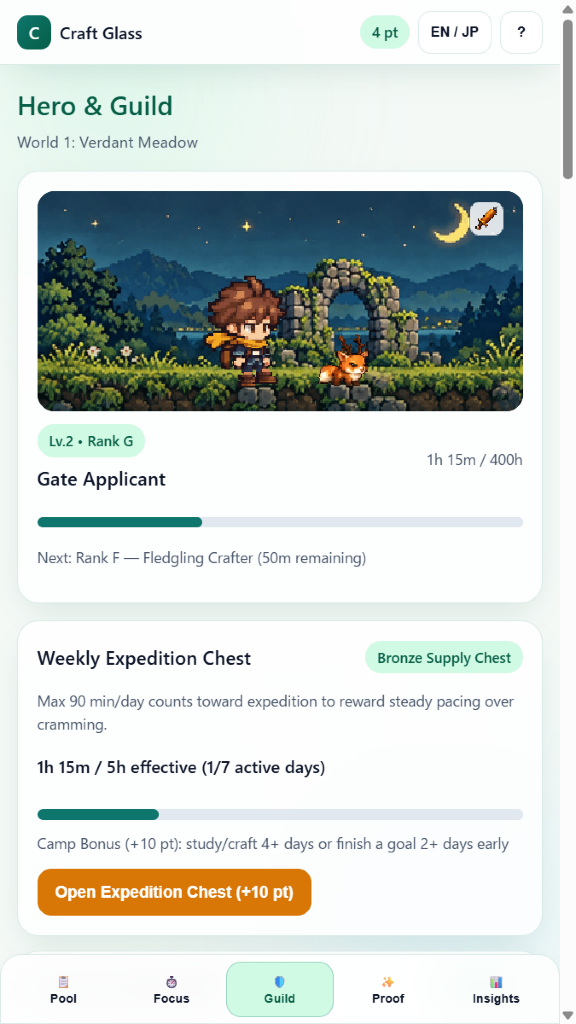 C Craft Glass 4 pt EN / JP ?
Hero & Guild
World 1: Verdant Meadow
Lv.2 • Rank G
1h 15m / 400h
Gate Applicant
Next: Rank F — Fledgling Crafter (50m remaining)
Weekly Expedition Chest Bronze Supply Chest
Max 90 min/day counts toward expedition to reward steady pacing over
cramming.
1h 15m / 5h effective (1/7 active days)
Camp Bonus (+10 pt): study/craft 4+ days or finish a goal 2+ days early
Open Expedition Chest (+10 pt)
Pool Focus Guild Proof Insights